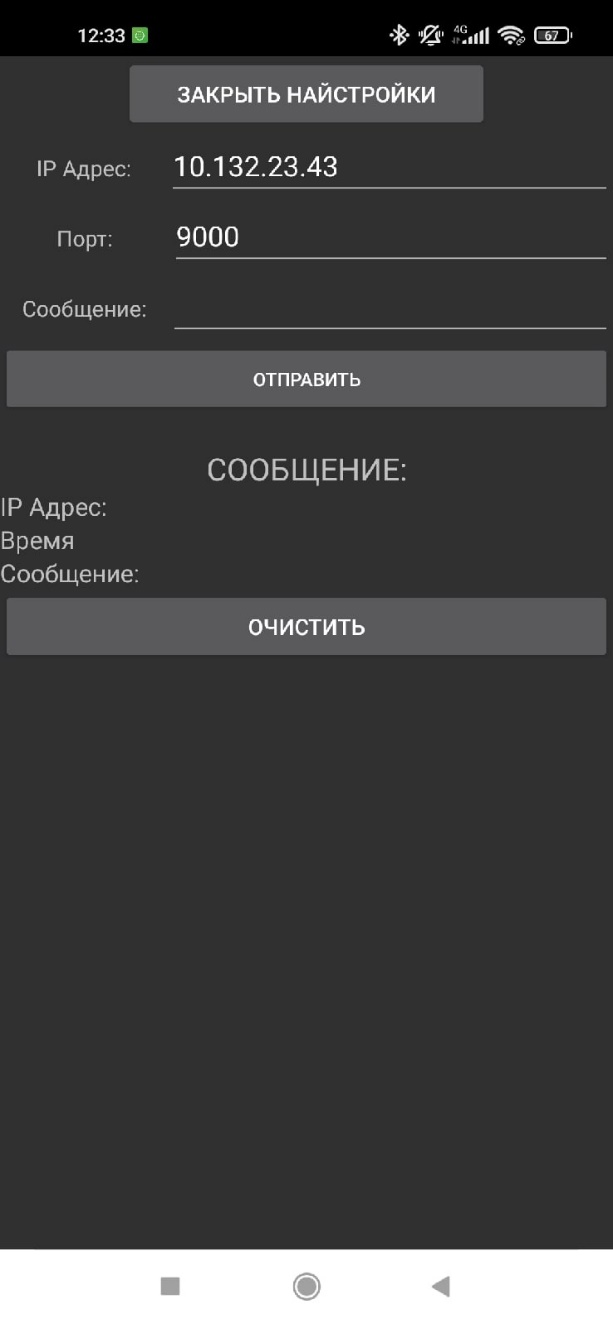 12:33 4G 67
ЗАКРЫТЬ НАЙСТРОЙКИ
IP Адрес: 10.132.23.43
Порт: 9000
Сообщение:
ОТПРАВИТЬ
СООБЩЕНИЕ:
IP Адрес:
Время
Сообщение:
ОЧИСТИТЬ